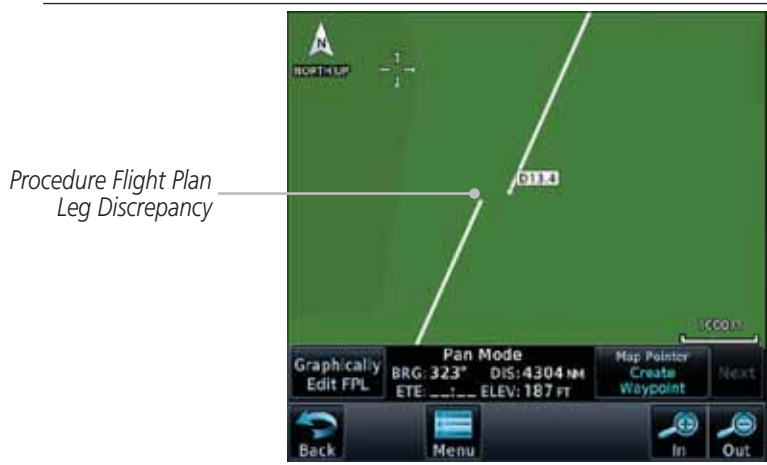 N
NORTH UP
D13.4
Procedure Flight Plan
Leg Discrepancy
Graphically
Edit FPL
Pan Mode
BRG: 323° DIS: 4304 NM
ETE: __:__ ELEV: 187 FT
Map Pointer
Create
Waypoint
Next
Back
Menu
In
Out